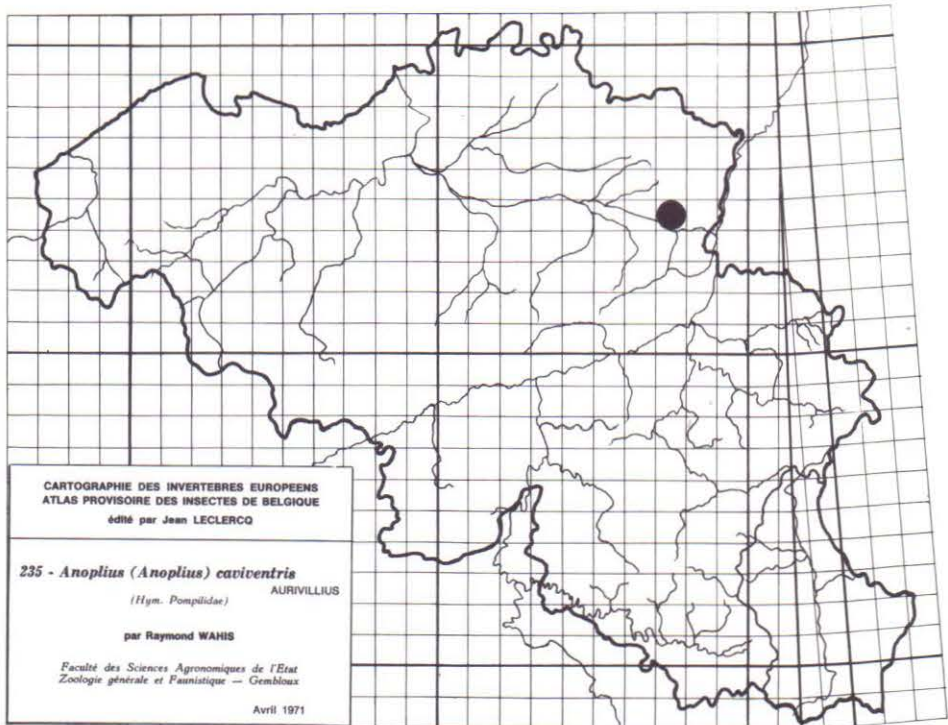 CARTOGRAPHIE DES INVERTEBRES EUROPEENS
ATLAS PROVISOIRE DES INSECTES DE BELGIQUE
édité par Jean LECLERCQ
235 - Anoplius (Anoplius) caviventris
AURIVILLIUS
(Hym. Pompilidae)
par Raymond WAHIS
Faculté des Sciences Agronomiques de l'Etat
Zoologie générale et Faunistique — Gembloux
Avril 1971